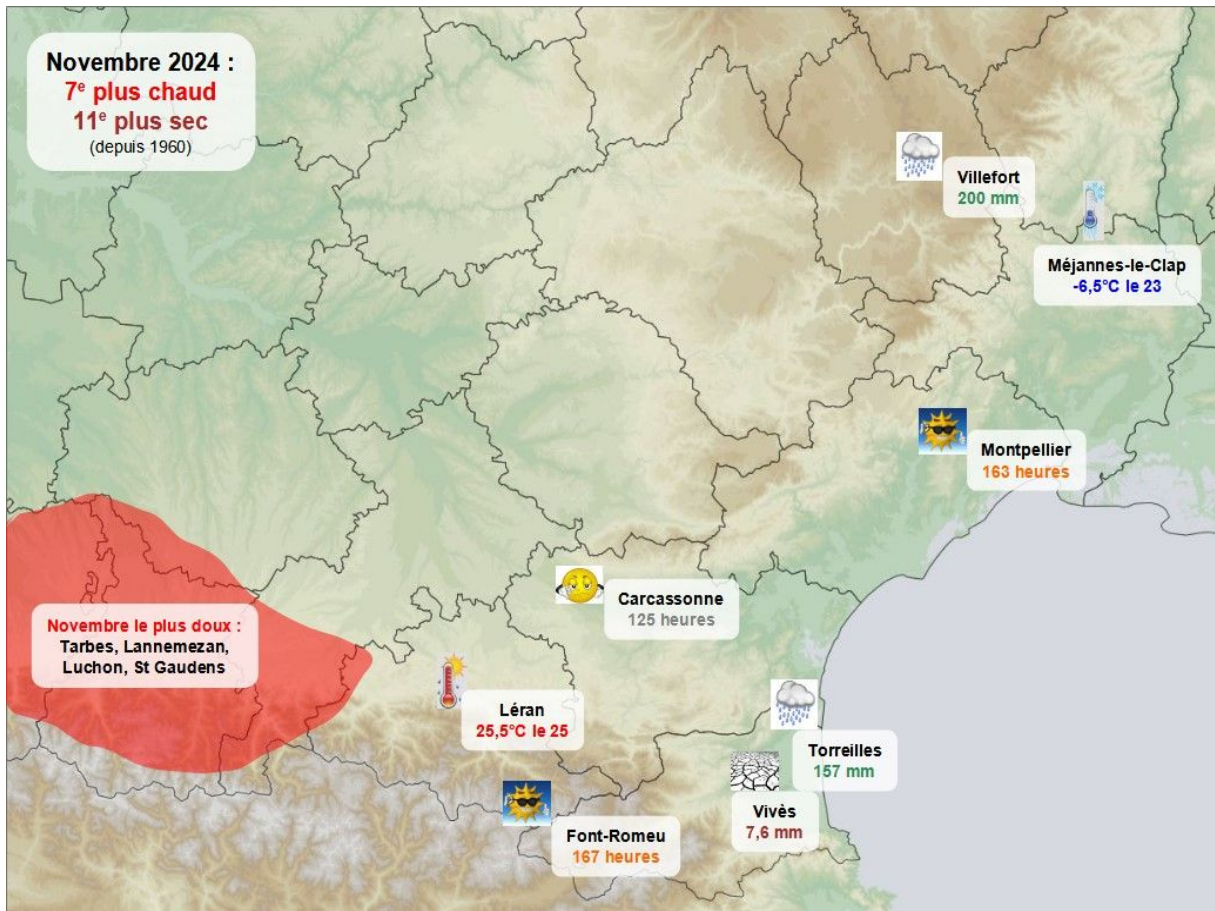 Novembre 2024 :
7e plus chaud
11e plus sec
(depuis 1960)
Villefort
200 mm
Méjannes-le-Clap
-6,5°C le 23
Montpellier
163 heures
Carcassonne
125 heures
Novembre le plus doux :
Tarbes, Lannemezan,
Luchon, St Gaudens
Léran
25,5°C le 25
Torreilles
157 mm
Vivès
7,6 mm
Font-Romeu
167 heures